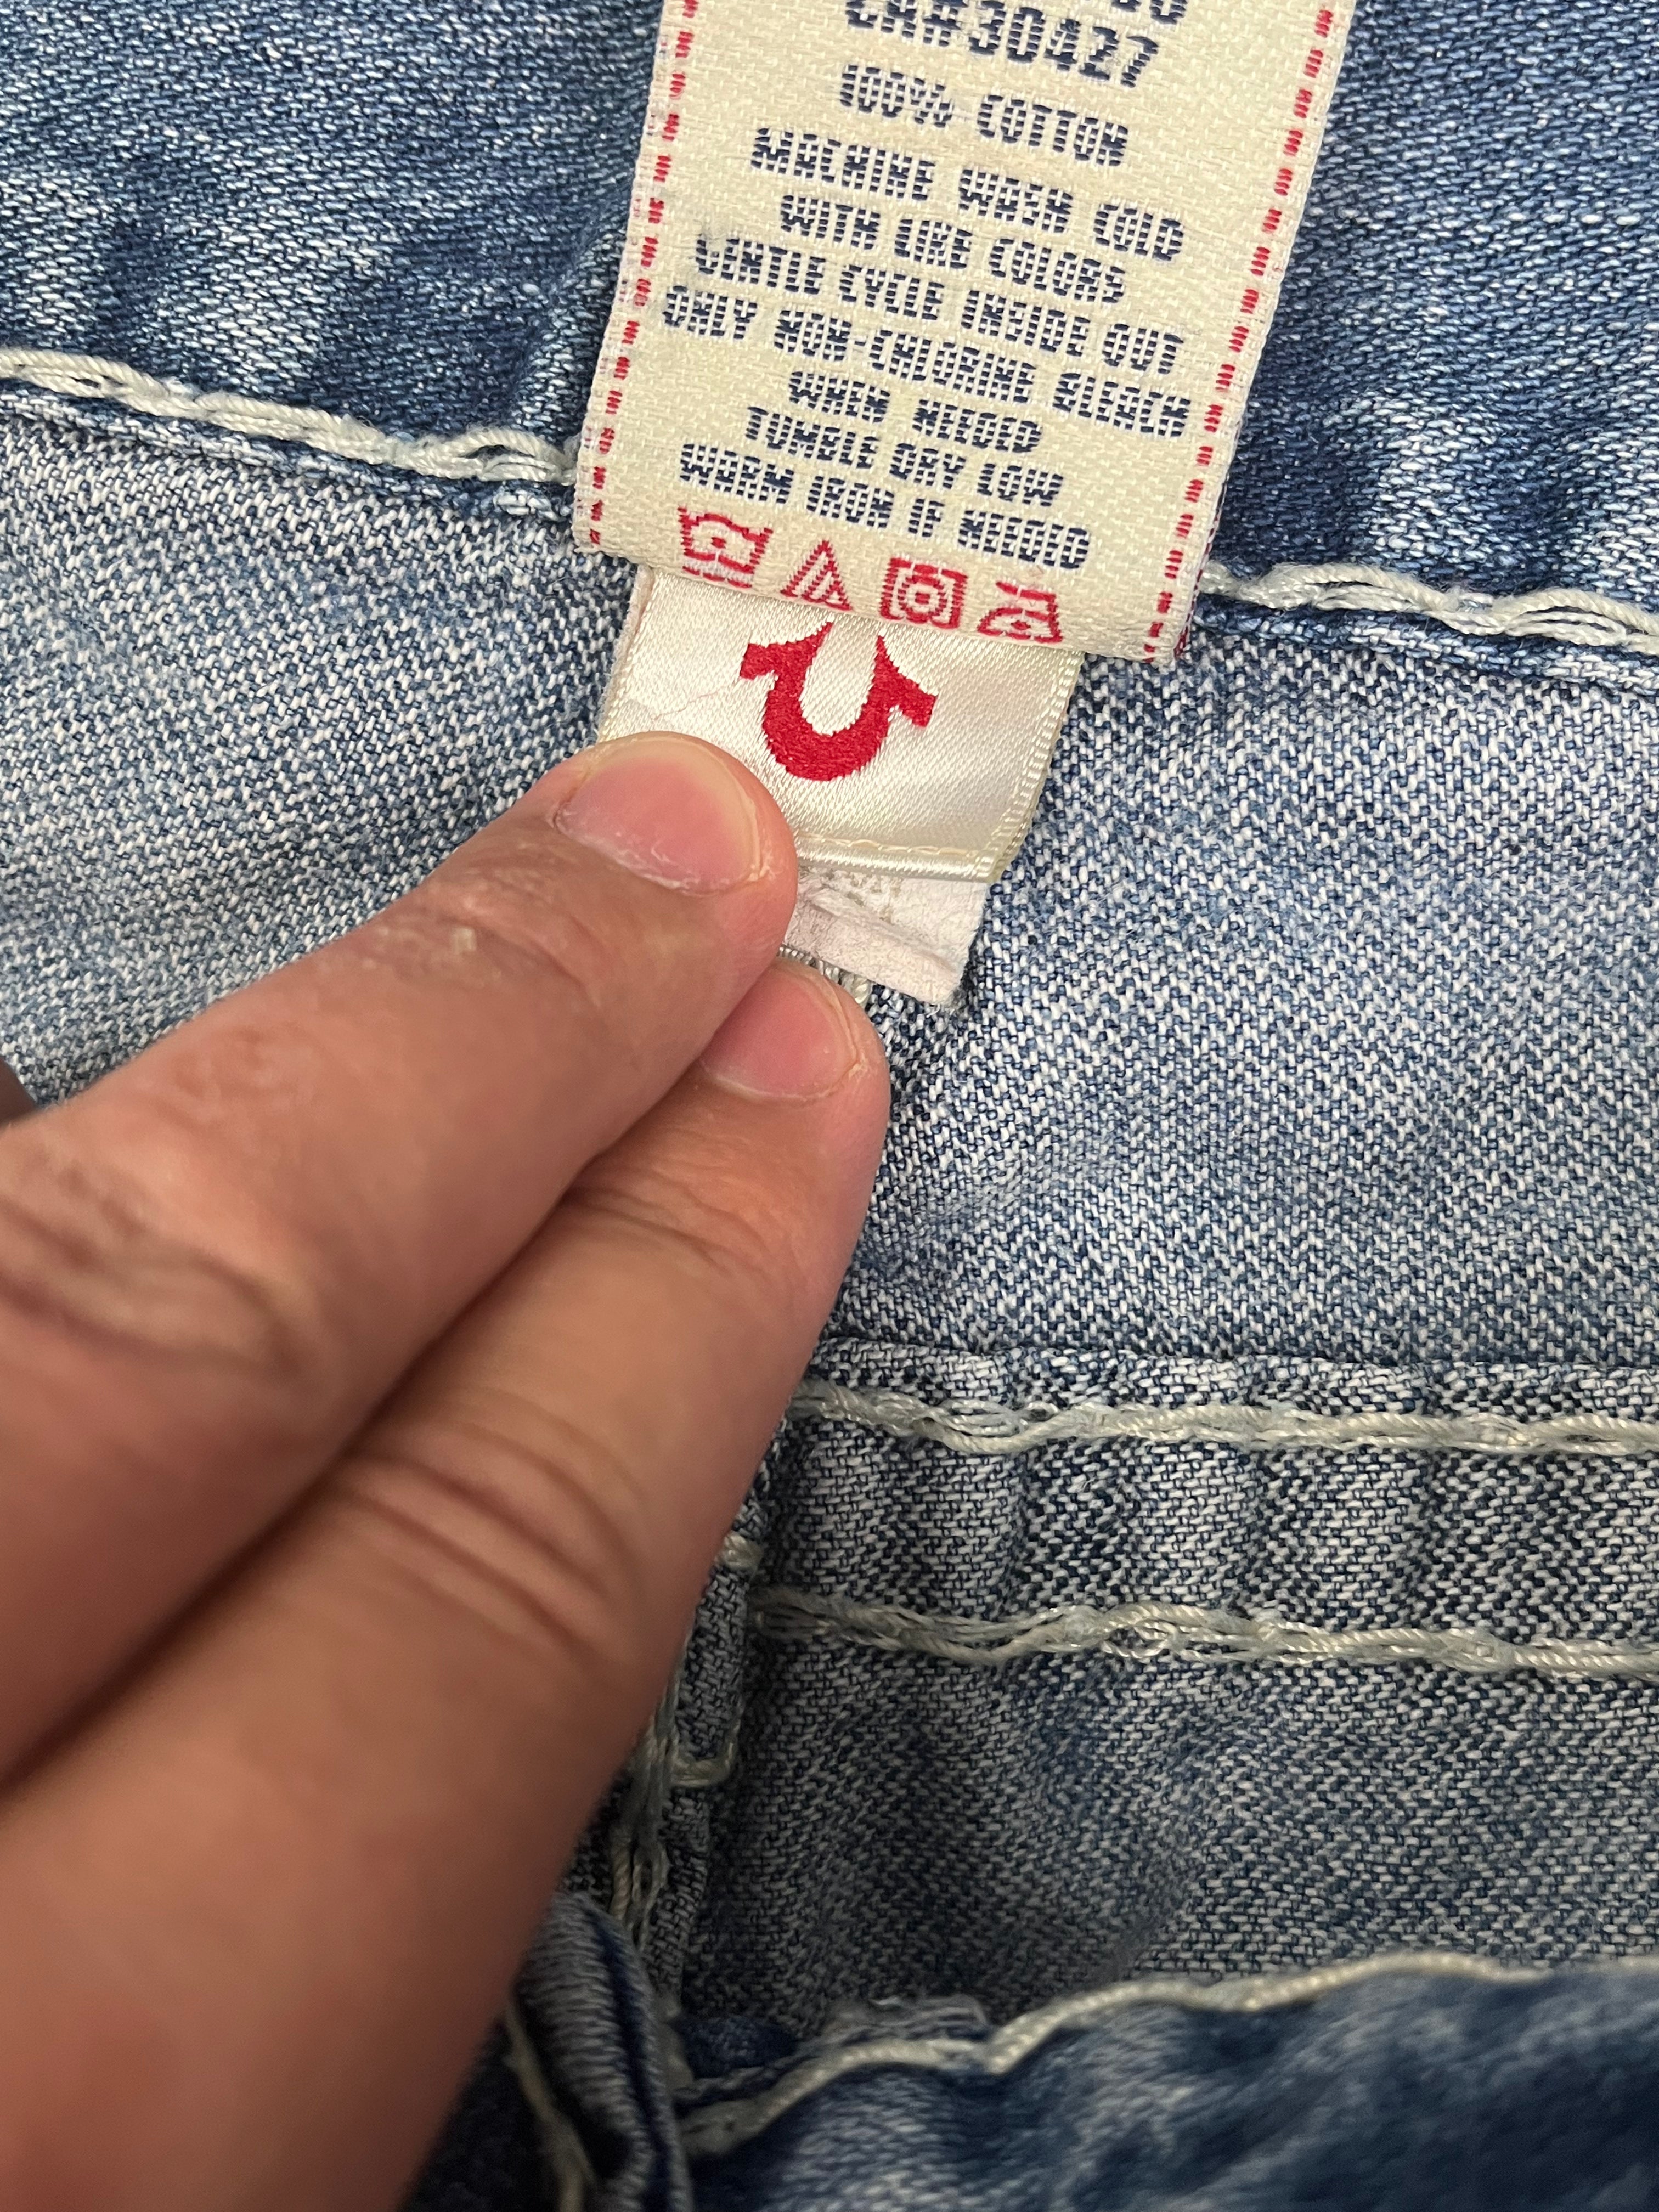 CA#30427
100% COTTON
MACHINE WASH COLD
WITH LIKE COLORS
GENTLE CYCLE INSIDE OUT
ONLY NON-CHLORINE BLEACH
WHEN NEEDED
TUMBLE DRY LOW
WARM IRON IF NEEDED